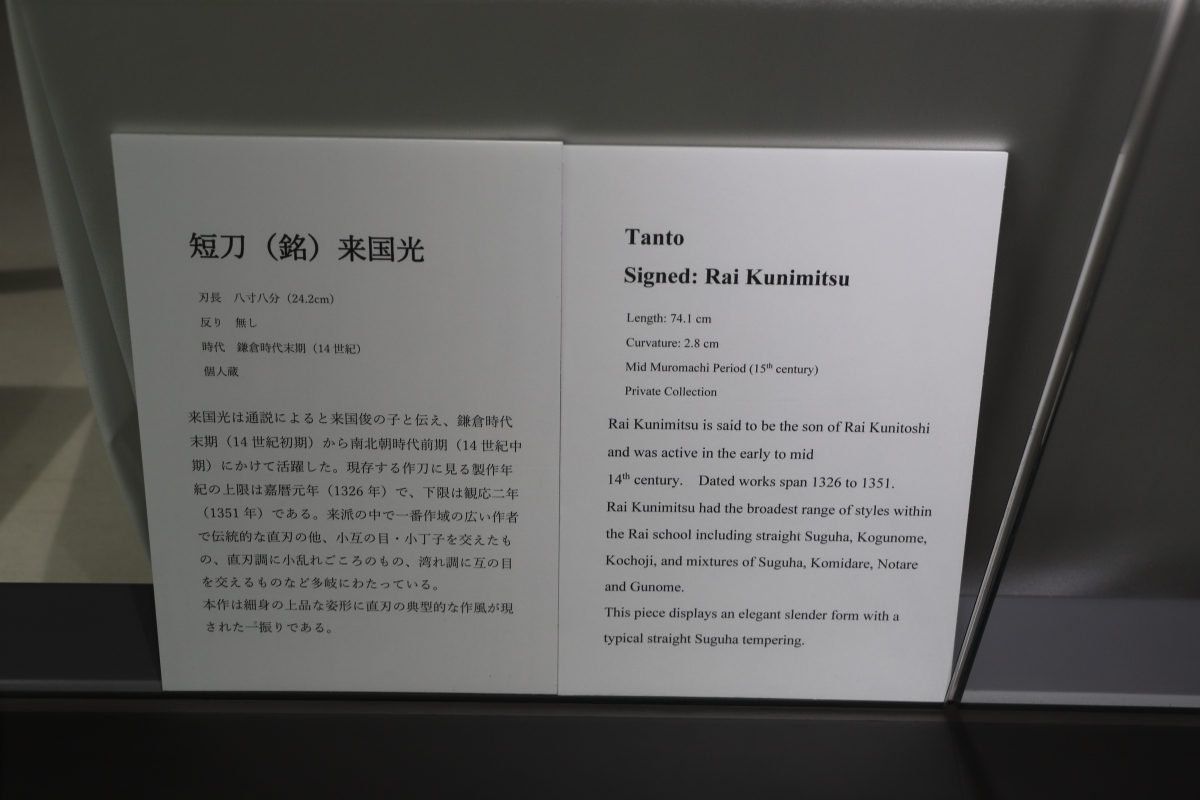 短刀（銘）来国光
刃長　八寸八分（24.2cm）
反り　無し
時代　鎌倉時代末期（14世紀）
個人蔵
来国光は通説によると来国俊の子と伝え、鎌倉時代
末期（14世紀初期）から南北朝時代前期（14世紀中
期）にかけて活躍した。現存する作刀に見る製作年
紀の上限は嘉暦元年（1326年）で、下限は観応二年
（1351年）である。来派の中で一番作域の広い作者
で伝統的な直刃の他、小互の目・小丁子を交えたも
の、直刃調に小乱れごころのもの、湾れ調に互の目
を交えるものなど多岐にわたっている。
本作は細身の上品な姿形に直刃の典型的な作風が現
された一振りである。
Tanto
Signed: Rai Kunimitsu
Length: 74.1 cm
Curvature: 2.8 cm
Mid Muromachi Period (15th century)
Private Collection
Rai Kunimitsu is said to be the son of Rai Kunitoshi
and was active in the early to mid
14th century.　Dated works span 1326 to 1351.
Rai Kunimitsu had the broadest range of styles within
the Rai school including straight Suguha, Kogunome,
Kochoji, and mixtures of Suguha, Komidare, Notare
and Gunome.
This piece displays an elegant slender form with a
typical straight Suguha tempering.